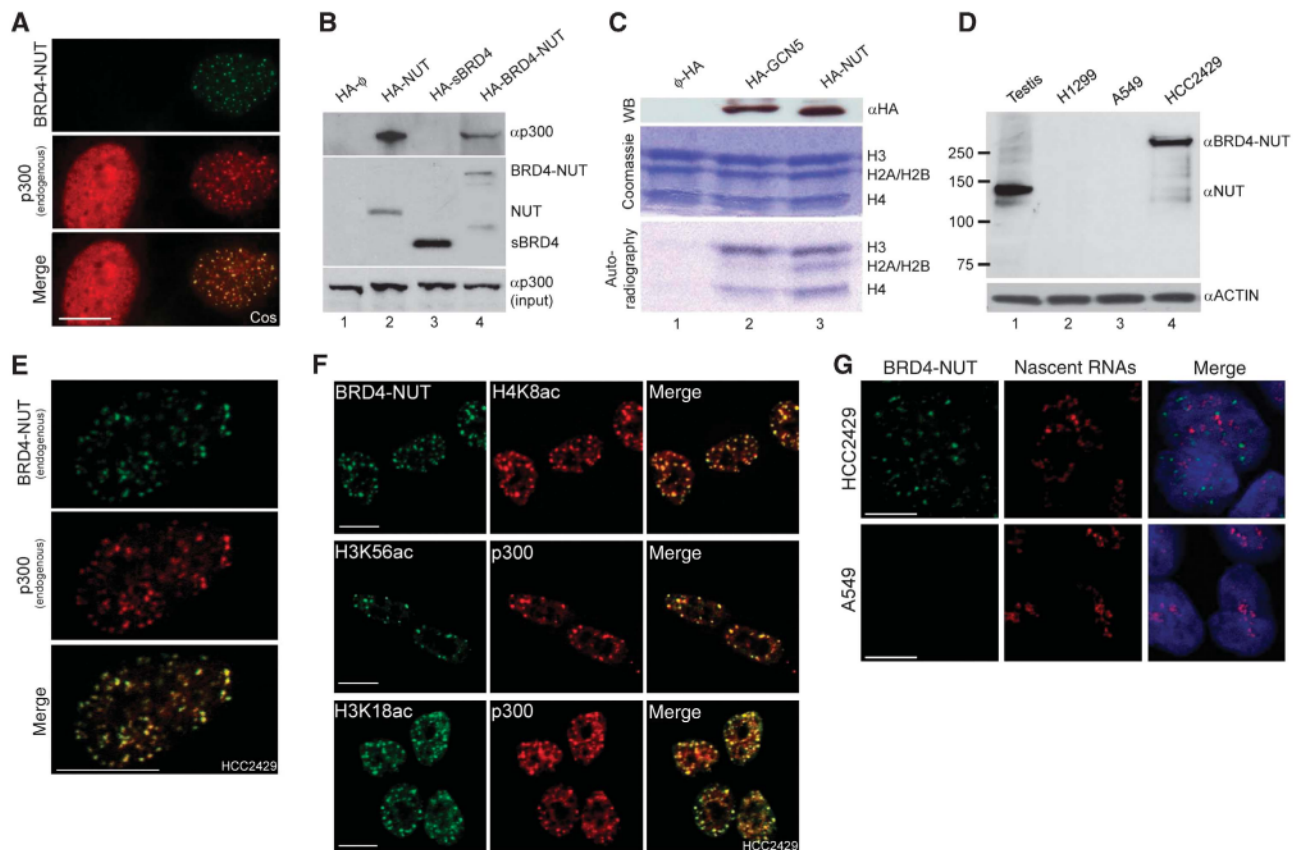 A
BRD4-NUT
p300
(endogenous)
Merge
Cos
B
HA-ϕ
HA-NUT
HA-sBRD4
HA-BRD4-NUT
αp300
BRD4-NUT
NUT
sBRD4
αp300
(input)
1 2 3 4
C
ϕ-HA
HA-GCN5
HA-NUT
WB
αHA
Coomassie
H3
H2A/H2B
H4
Auto-
radiography
H3
H2A/H2B
H4
1 2 3
D
Testis
H1299
A549
HCC2429
250
150
100
75
αBRD4-NUT
αNUT
αACTIN
1 2 3 4
E
BRD4-NUT
(endogenous)
p300
(endogenous)
Merge
HCC2429
F
BRD4-NUT H4K8ac Merge
H3K56ac p300 Merge
H3K18ac p300 Merge
HCC2429
G
BRD4-NUT Nascent RNAs Merge
HCC2429
A549